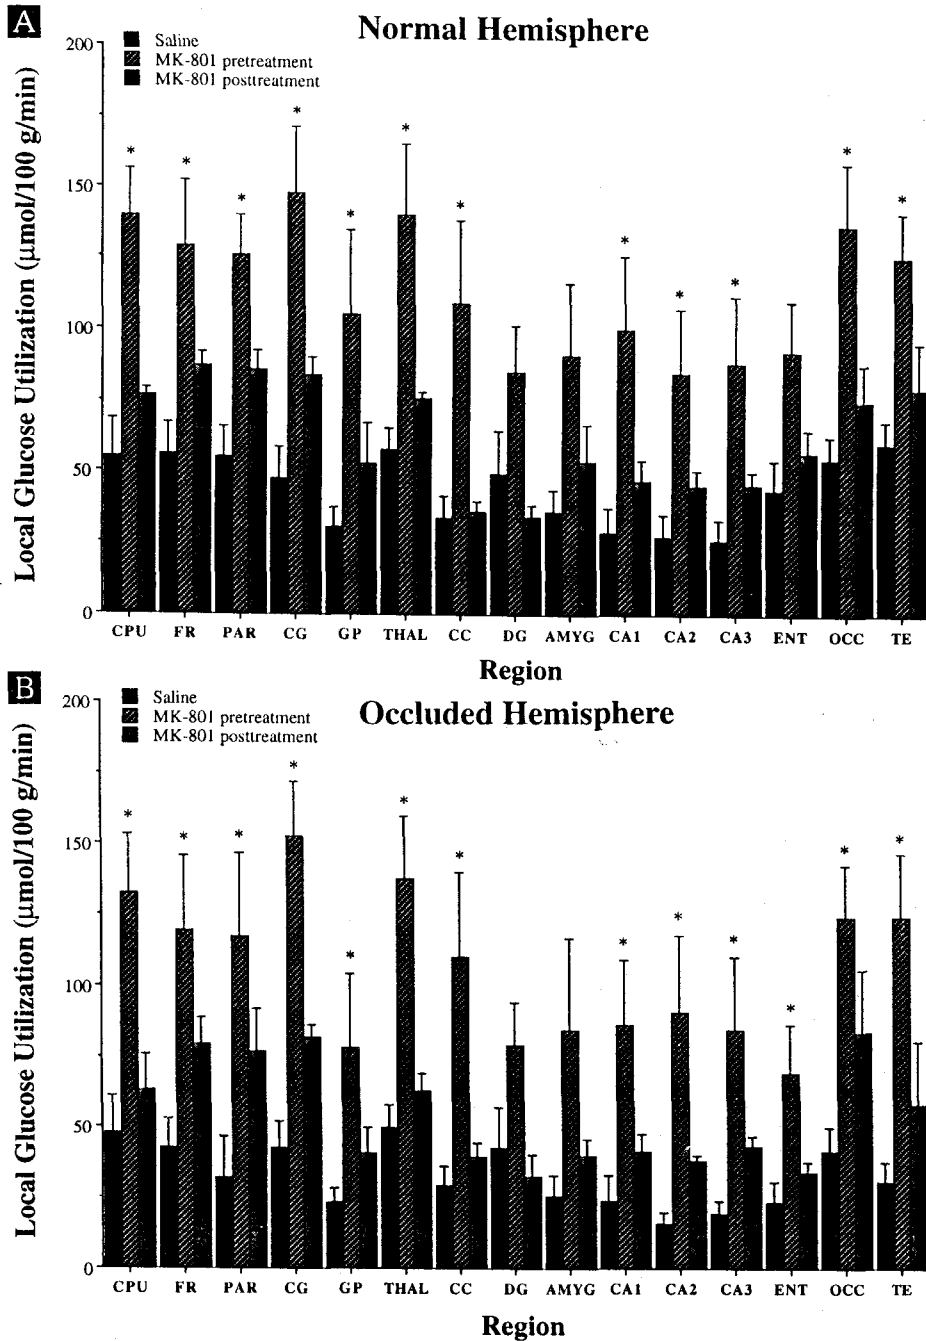 A
Normal Hemisphere
Saline
MK-801 pretreatment
MK-801 posttreatment
Local Glucose Utilization (μmol/100 g/min)
200
150
100
50
0
* * * * * * * * * * * *
CPU FR PAR CG GP THAL CC DG AMYG CA1 CA2 CA3 ENT OCC TE
Region
B
Occluded Hemisphere
Saline
MK-801 pretreatment
MK-801 posttreatment
Local Glucose Utilization (μmol/100 g/min)
200
150
100
50
0
* * * * * * * * * * * * *
CPU FR PAR CG GP THAL CC DG AMYG CA1 CA2 CA3 ENT OCC TE
Region